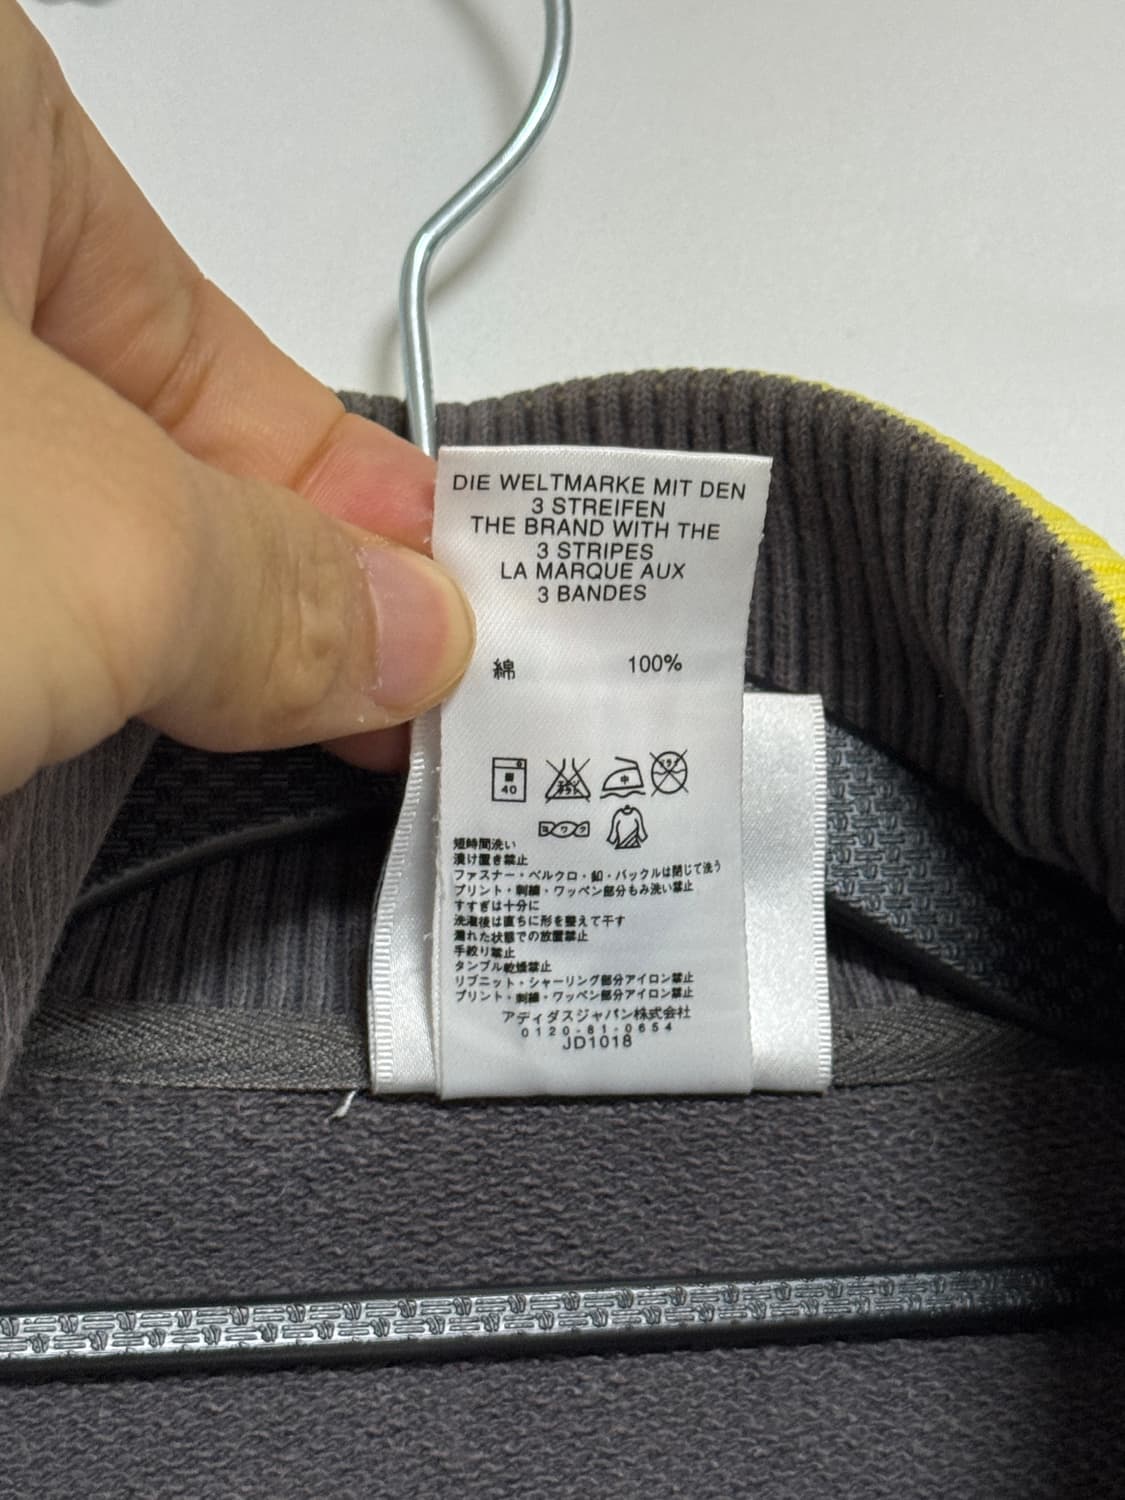 DIE WELTMARKE MIT DEN
3 STREIFEN
THE BRAND WITH THE
3 STRIPES
LA MARQUE AUX
3 BANDES
綿 100%
40 中
ヨワク
短時間洗い
漬け置き禁止
ファスナー・ベルクロ・釦・バックルは閉じて洗う
プリント・刺繍・ワッペン部分もみ洗い禁止
すすぎは十分に
洗濯後は直ちに形を整えて干す
濡れた状態での放置禁止
手絞り禁止
タンブル乾燥禁止
リブニット・シャーリング部分アイロン禁止
プリント・刺繍・ワッペン部分アイロン禁止
アディダスジャパン株式会社
0120-81-0654
JD1018